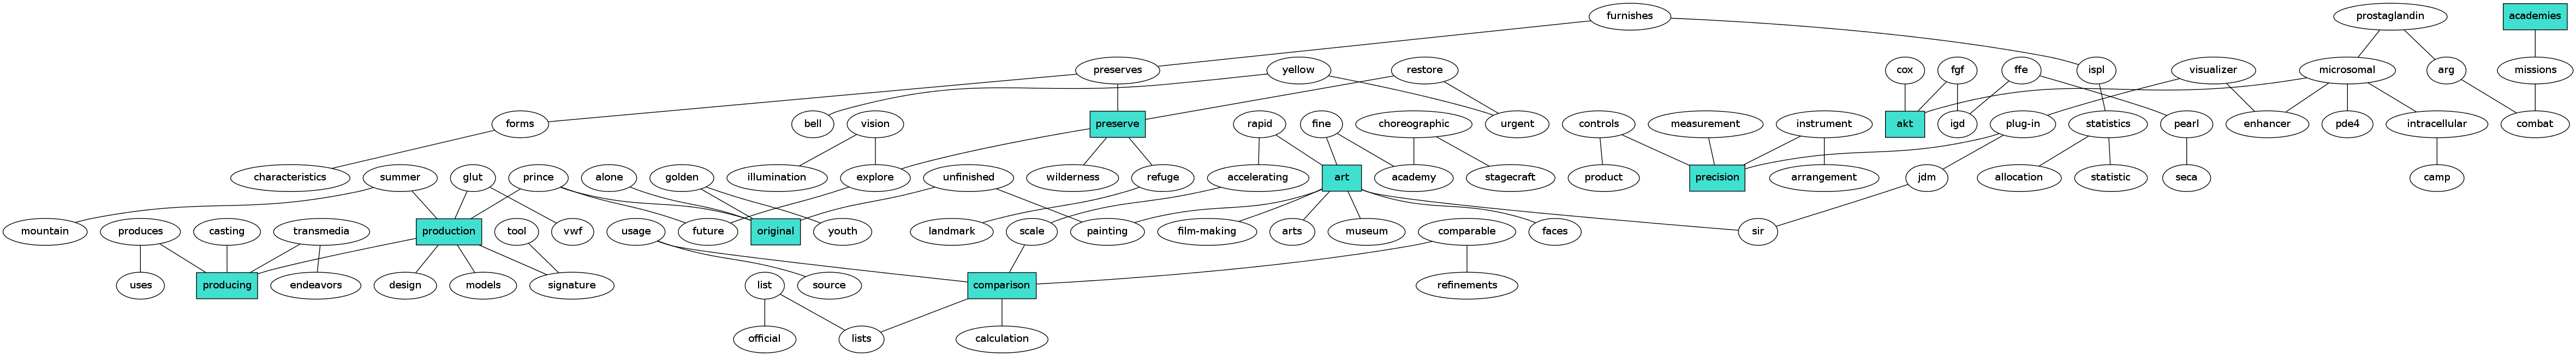 furnishes
prostaglandin
academies
preserves
yellow
restore
cox
fgf
ffe
ispl
visualizer
microsomal
arg
missions
forms
bell
vision
preserve
rapid
fine
choreographic
urgent
controls
measurement
instrument
akt
igd
plug-in
statistics
pearl
enhancer
pde4
intracellular
combat
characteristics
summer
glut
prince
alone
golden
illumination
explore
unfinished
wilderness
refuge
accelerating
art
academy
stagecraft
product
precision
arrangement
jdm
allocation
statistic
seca
camp
mountain
produces
casting
transmedia
production
tool
vwf
usage
future
original
youth
landmark
scale
painting
film-making
arts
museum
comparable
faces
sir
uses
producing
endeavors
design
models
signature
list
source
comparison
refinements
official
lists
calculation